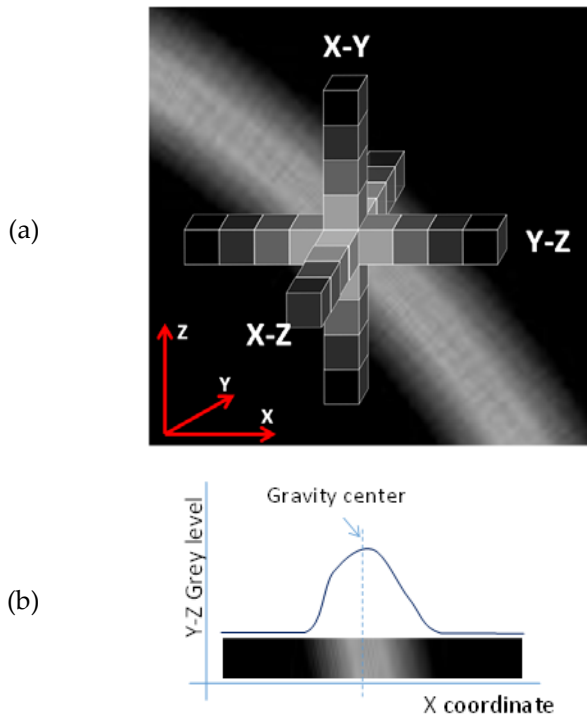 X-Y
(a)
Y-Z
X-Z
Z
Y
X
Gravity center
Y-Z Grey level
(b)
X coordinate